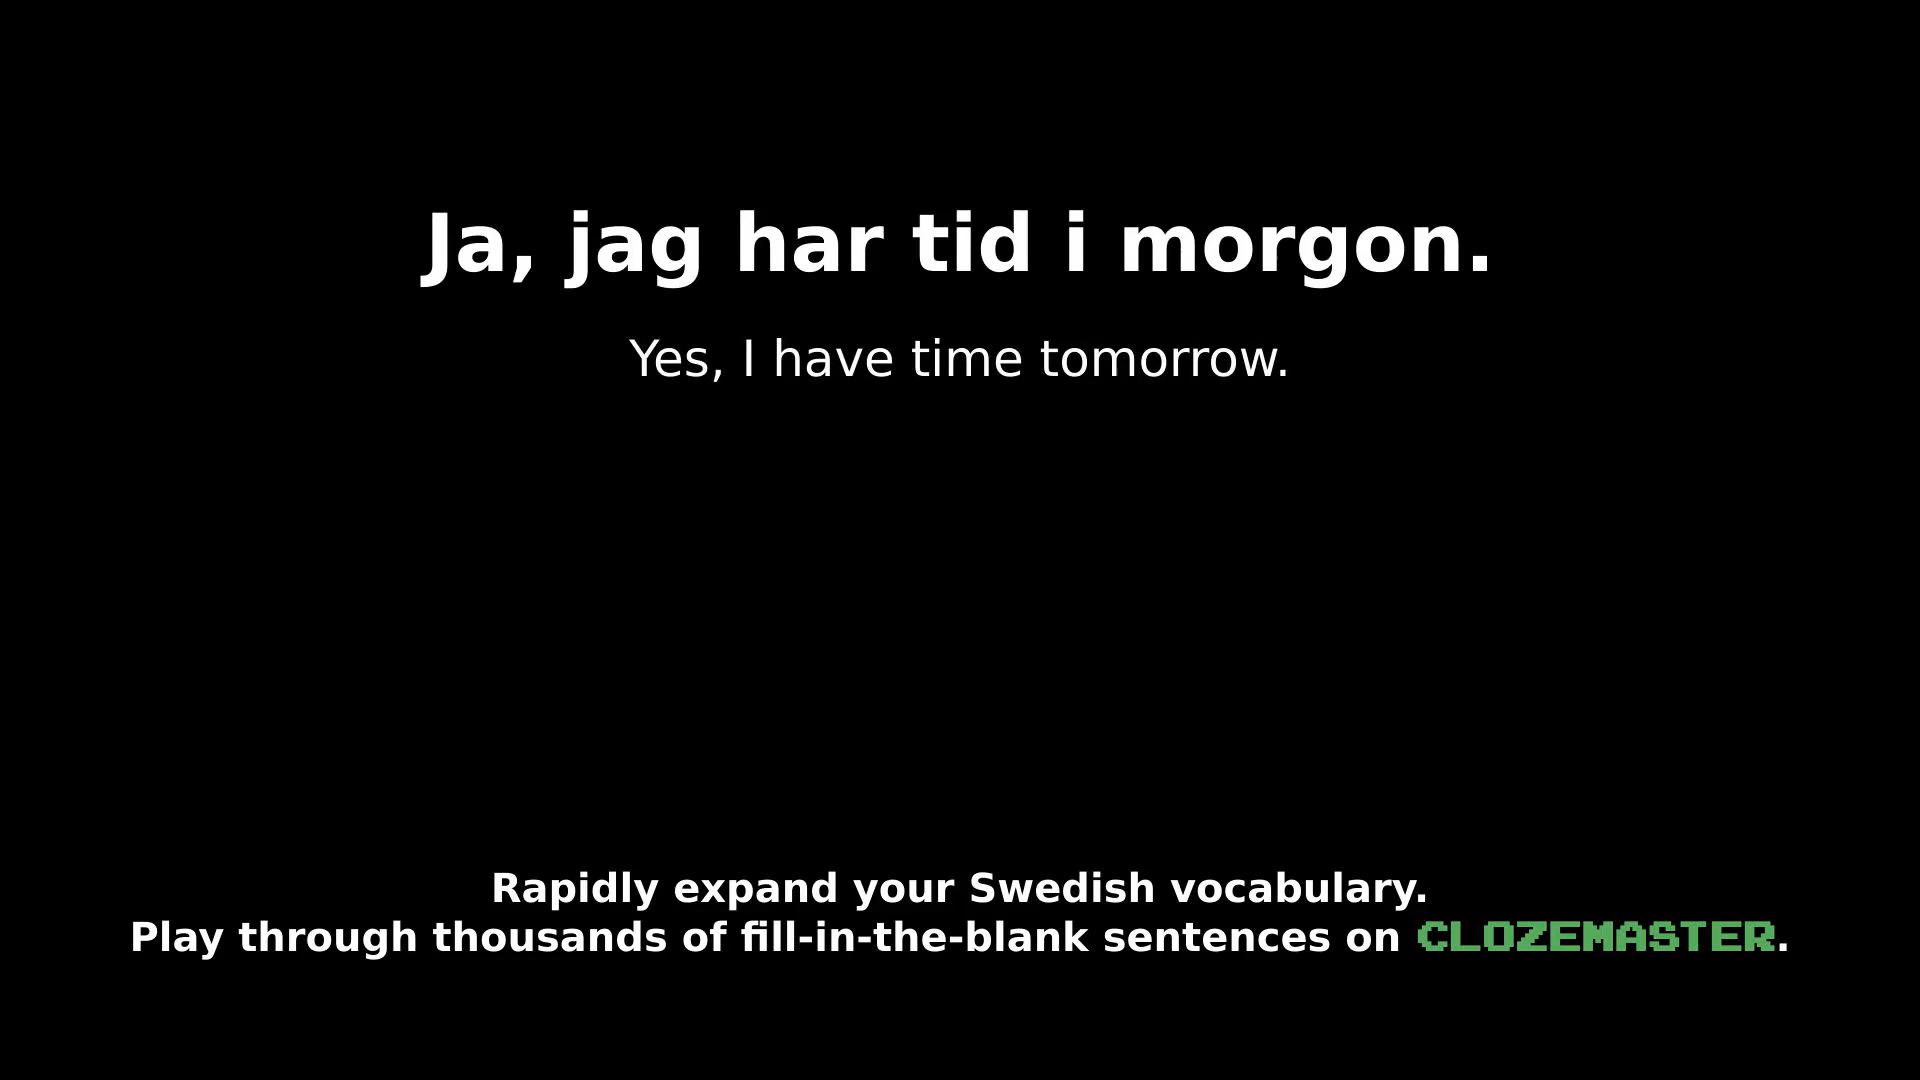 Ja, jag har tid i morgon.
Yes, I have time tomorrow.
Rapidly expand your Swedish vocabulary.
Play through thousands of fill-in-the-blank sentences on CLOZEMASTER.